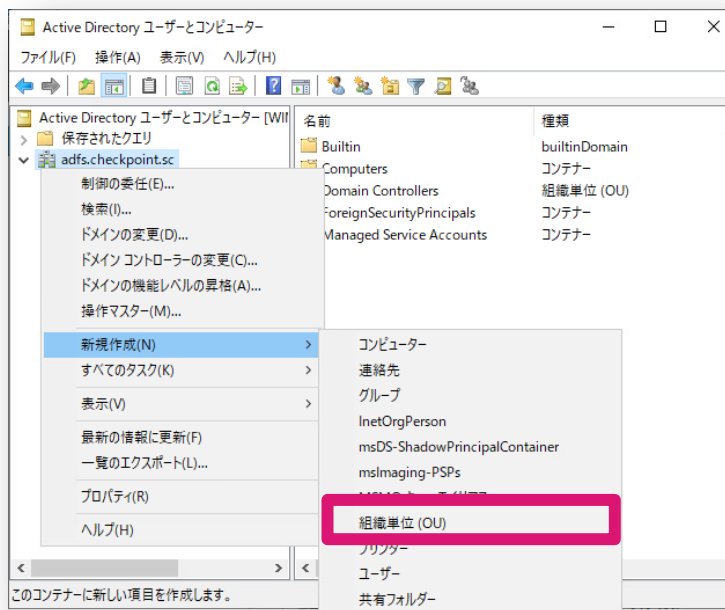 Active Directory ユーザーとコンピューター
ファイル(F) 操作(A) 表示(V) ヘルプ(H)
Active Directory ユーザーとコンピューター [WIN
保存されたクエリ
adfs.checkpoint.sc
名前 種類
Builtin builtinDomain
Computers コンテナー
Domain Controllers 組織単位 (OU)
ForeignSecurityPrincipals コンテナー
Managed Service Accounts コンテナー
制御の委任(E)...
検索(I)...
ドメインの変更(D)...
ドメイン コントローラーの変更(C)...
ドメインの機能レベルの昇格(A)...
操作マスター(M)...
新規作成(N)
すべてのタスク(K)
表示(V)
最新の情報に更新(F)
一覧のエクスポート(L)...
プロパティ(R)
ヘルプ(H)
コンピューター
連絡先
グループ
InetOrgPerson
msDS-ShadowPrincipalContainer
msImaging-PSPs
組織単位 (OU)
プリンター
ユーザー
共有フォルダー
このコンテナーに新しい項目を作成します。